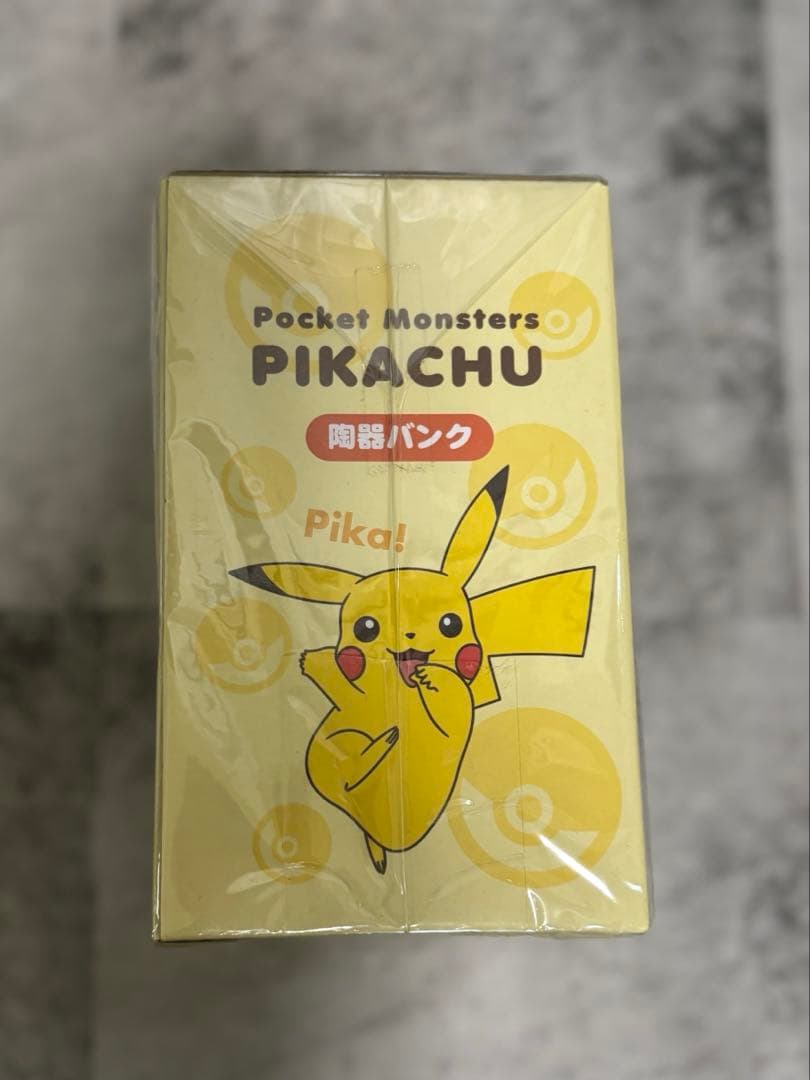 Pocket Monsters
PIKACHU
陶器バンク
Pika!